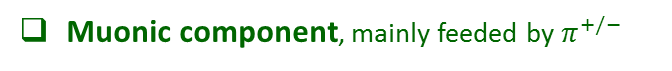 ❑ Muonic component, mainly feeded by π⁺/⁻